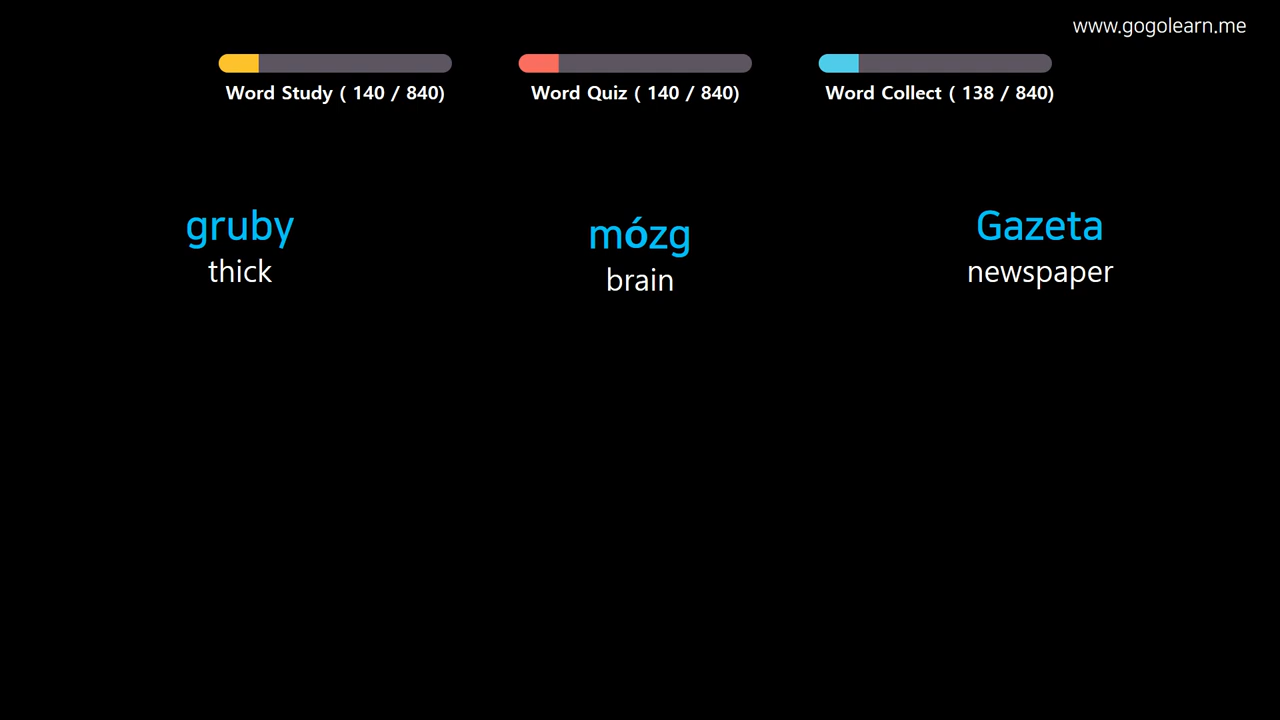 www.gogolearn.me
Word Study ( 140 / 840)
Word Quiz ( 140 / 840)
Word Collect ( 138 / 840)
gruby
thick
mózg
brain
Gazeta
newspaper